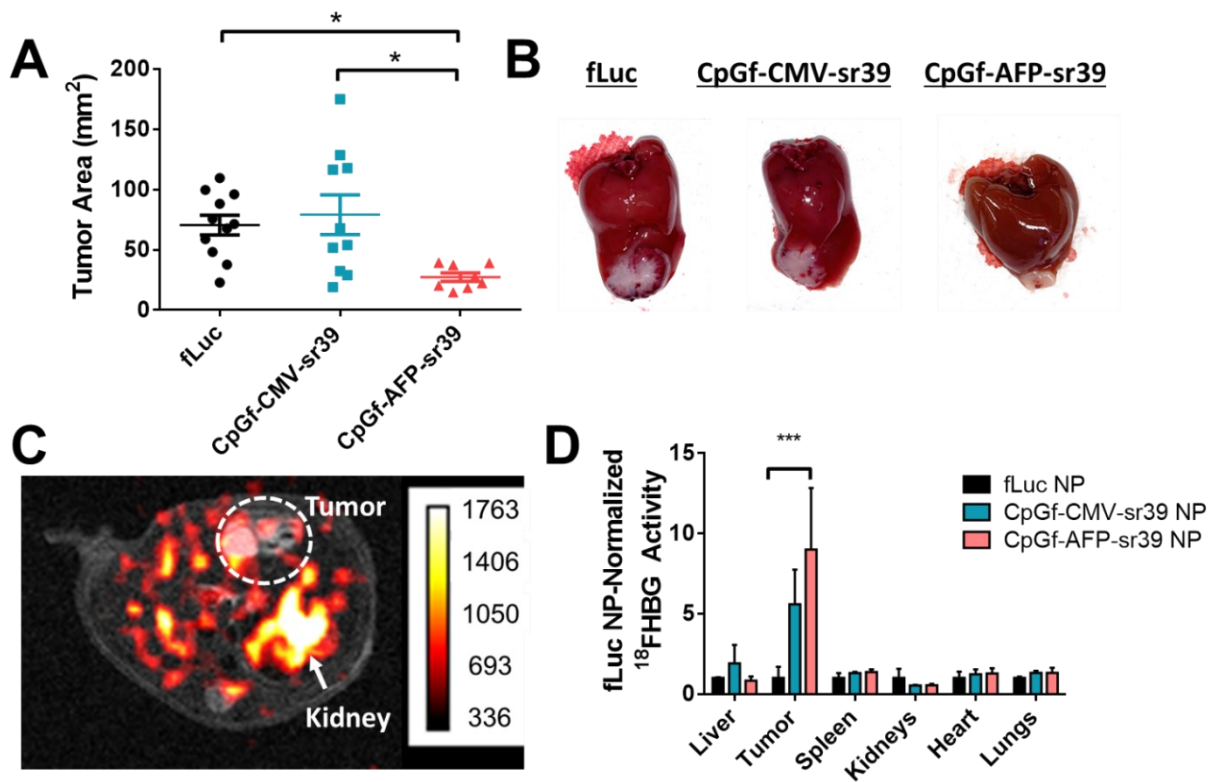 A
*
*
Tumor Area (mm²)
200
150
100
50
0
fLuc
CpGf-CMV-sr39
CpGf-AFP-sr39
B
fLuc
CpGf-CMV-sr39
CpGf-AFP-sr39
C
Tumor
Kidney
1763
1406
1050
693
336
D
fLuc NP-Normalized
¹⁸FHBG Activity
15
10
5
0
***
Liver
Tumor
Spleen
Kidneys
Heart
Lungs
fLuc NP
CpGf-CMV-sr39 NP
CpGf-AFP-sr39 NP